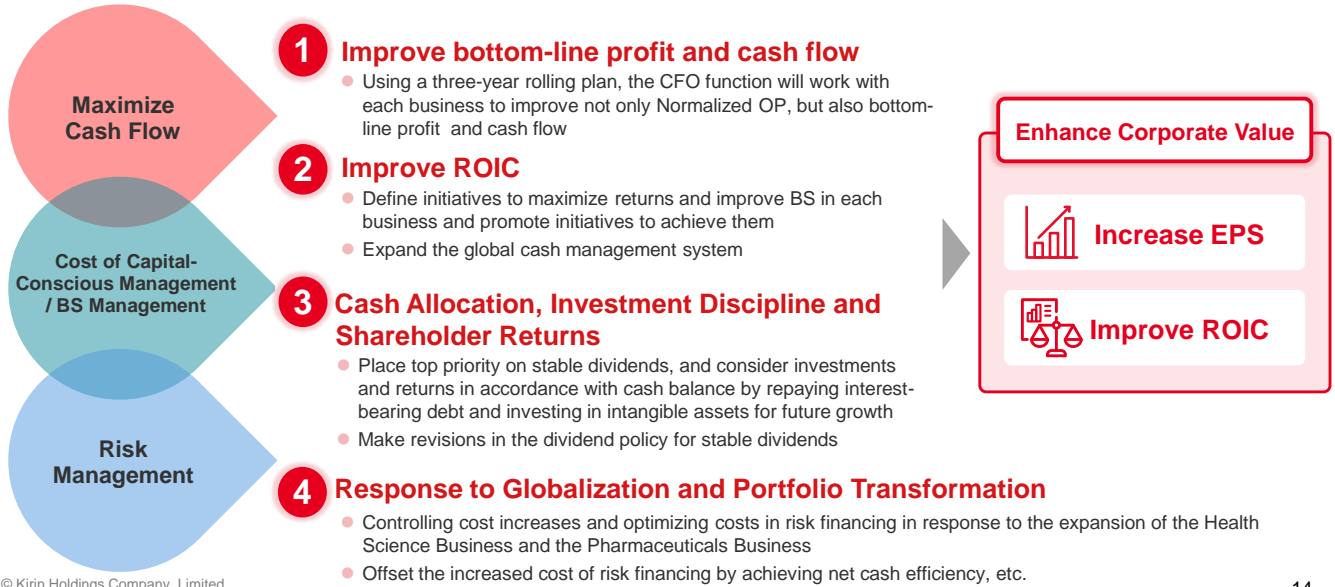 Maximize
Cash Flow
Cost of Capital-
Conscious Management
/ BS Management
Risk
Management
1
Improve bottom-line profit and cash flow
Using a three-year rolling plan, the CFO function will work with
each business to improve not only Normalized OP, but also bottom-
line profit and cash flow
2
Improve ROIC
Define initiatives to maximize returns and improve BS in each
business and promote initiatives to achieve them
Expand the global cash management system
3
Cash Allocation, Investment Discipline and
Shareholder Returns
Place top priority on stable dividends, and consider investments
and returns in accordance with cash balance by repaying interest-
bearing debt and investing in intangible assets for future growth
Make revisions in the dividend policy for stable dividends
4
Response to Globalization and Portfolio Transformation
Controlling cost increases and optimizing costs in risk financing in response to the expansion of the Health
Science Business and the Pharmaceuticals Business
Offset the increased cost of risk financing by achieving net cash efficiency, etc.
Enhance Corporate Value
Increase EPS
Improve ROIC
© Kirin Holdings Company, Limited
14